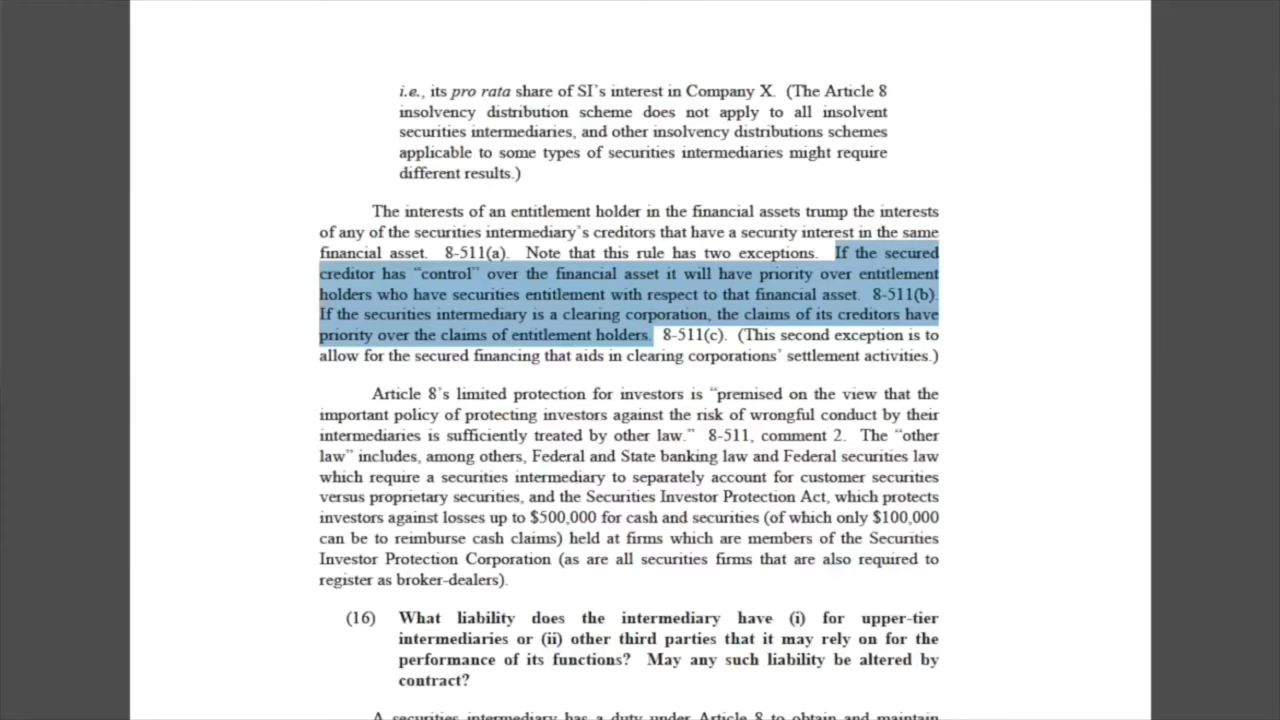 i.e., its pro rata share of SI's interest in Company X. (The Article 8
insolvency distribution scheme does not apply to all insolvent
securities intermediaries, and other insolvency distributions schemes
applicable to some types of securities intermediaries might require
different results.)
The interests of an entitlement holder in the financial assets trump the interests
of any of the securities intermediary's creditors that have a security interest in the same
financial asset. 8-511(a). Note that this rule has two exceptions. If the secured
creditor has “control” over the financial asset it will have priority over entitlement
holders who have securities entitlement with respect to that financial asset. 8-511(b).
If the securities intermediary is a clearing corporation, the claims of its creditors have
priority over the claims of entitlement holders. 8-511(c). (This second exception is to
allow for the secured financing that aids in clearing corporations' settlement activities.)
Article 8's limited protection for investors is “premised on the view that the
important policy of protecting investors against the risk of wrongful conduct by their
intermediaries is sufficiently treated by other law.” 8-511, comment 2. The “other
law” includes, among others, Federal and State banking law and Federal securities law
which require a securities intermediary to separately account for customer securities
versus proprietary securities, and the Securities Investor Protection Act, which protects
investors against losses up to $500,000 for cash and securities (of which only $100,000
can be to reimburse cash claims) held at firms which are members of the Securities
Investor Protection Corporation (as are all securities firms that are also required to
register as broker-dealers).
(16) What liability does the intermediary have (i) for upper-tier
intermediaries or (ii) other third parties that it may rely on for the
performance of its functions? May any such liability be altered by
contract?
A securities intermediary has a duty under Article 8 to obtain and maintain